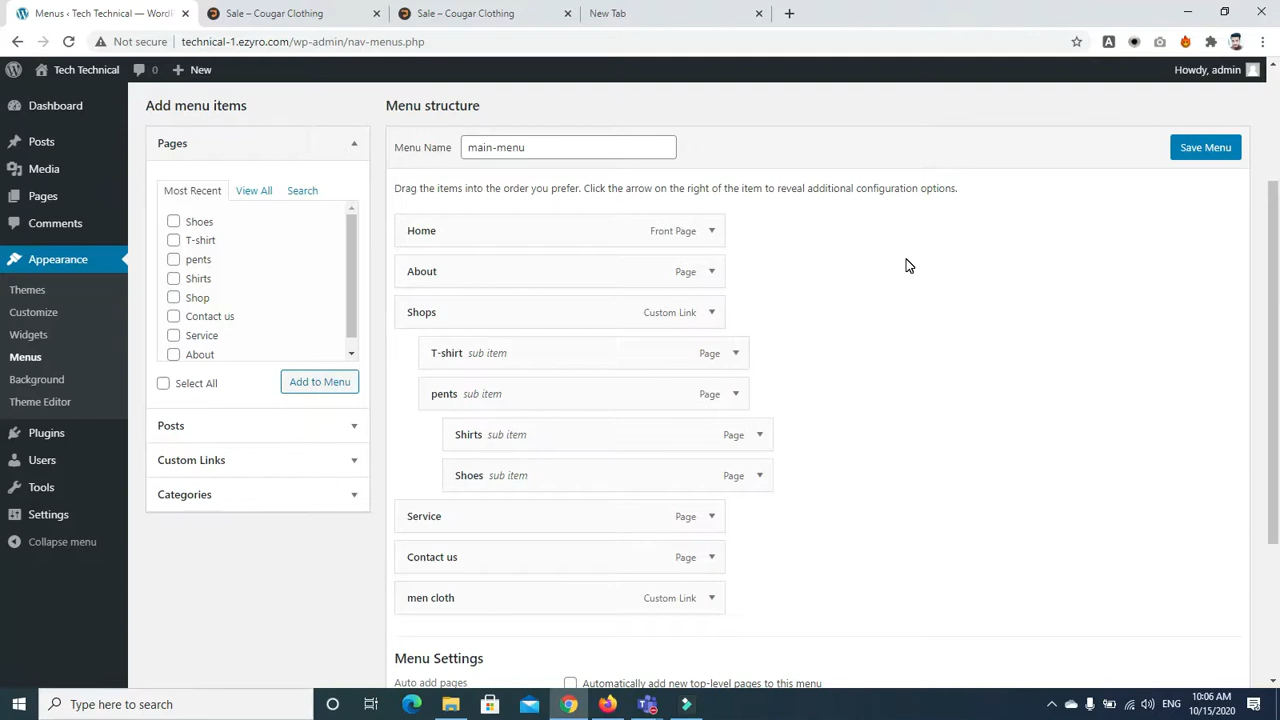 Menus ‹ Tech Technical — WordP
Sale – Cougar Clothing
Sale – Cougar Clothing
New Tab
Not secure
technical-1.ezyro.com/wp-admin/nav-menus.php
Tech Technical
0
New
Howdy, admin
Dashboard
Posts
Media
Pages
Comments
Appearance
Themes
Customize
Widgets
Menus
Background
Theme Editor
Plugins
Users
Tools
Settings
Collapse menu
Add menu items
Pages
Most Recent
View All
Search
Shoes
T-shirt
pents
Shirts
Shop
Contact us
Service
About
Select All
Add to Menu
Posts
Custom Links
Categories
Menu structure
Menu Name
main-menu
Save Menu
Drag the items into the order you prefer. Click the arrow on the right of the item to reveal additional configuration options.
Home Front Page
About Page
Shops Custom Link
T-shirt sub item Page
pents sub item Page
Shirts sub item Page
Shoes sub item Page
Service Page
Contact us Page
men cloth Custom Link
Menu Settings
Auto add pages
Automatically add new top-level pages to this menu
Type here to search
ENG
10:06 AM
10/15/2020